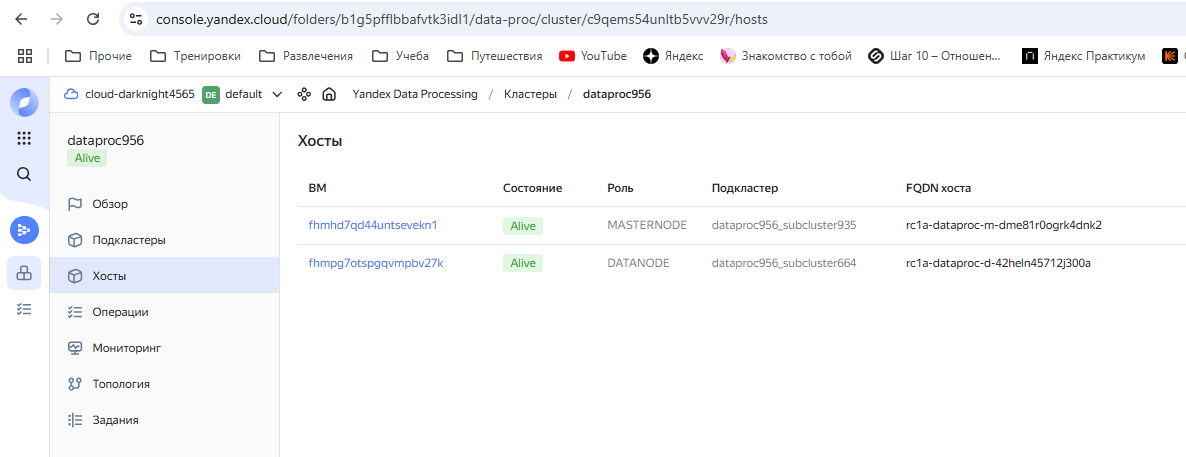 console.yandex.cloud/folders/b1g5pfflbbafvtk3idl1/data-proc/cluster/c9qems54unltb5vvv29r/hosts
Прочие Тренировки Развлечения Учеба Путешествия YouTube Яндекс Знакомство с тобой Шаг 10 – Отношен... Яндекс Практикум
cloud-darknight4565 DE default Yandex Data Processing / Кластеры / dataproc956
dataproc956
Alive
Обзор
Подкластеры
Хосты
Операции
Мониторинг
Топология
Задания
Хосты
ВМ Состояние Роль Подкластер FQDN хоста
fhmhd7qd44untsevekn1 Alive MASTERNODE dataproc956_subcluster935 rc1a-dataproc-m-dme81r0ogrk4dnk2
fhmpg7otspgqvmpbv27k Alive DATANODE dataproc956_subcluster664 rc1a-dataproc-d-42heln45712j300a